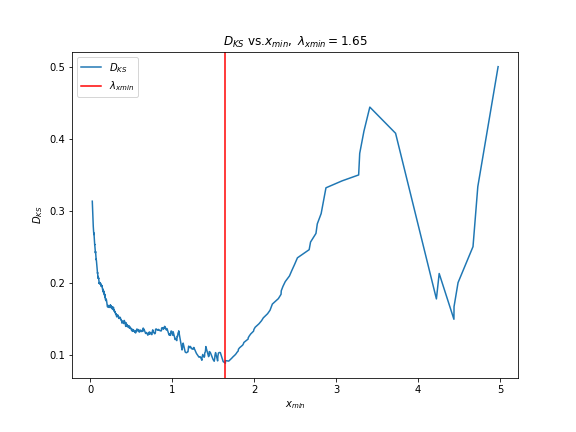 D_KS vs.x_min, λ_xmin = 1.65
D_KS
λ_xmin
0.5
0.4
0.3
0.2
0.1
D_KS
0 1 2 3 4 5
x_min